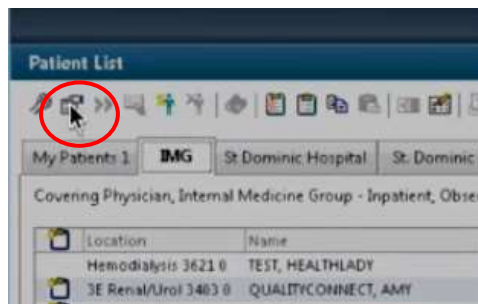 Patient List
My Patients 1 IMG St Dominic Hospital St. Dominic
Covering Physician, Internal Medicine Group - Inpatient, Obse
Location Name
Hemodialysis 3621 0 TEST, HEALTHLADY
3E Renal/Urol 3403 0 QUALITYCONNECT, AMY